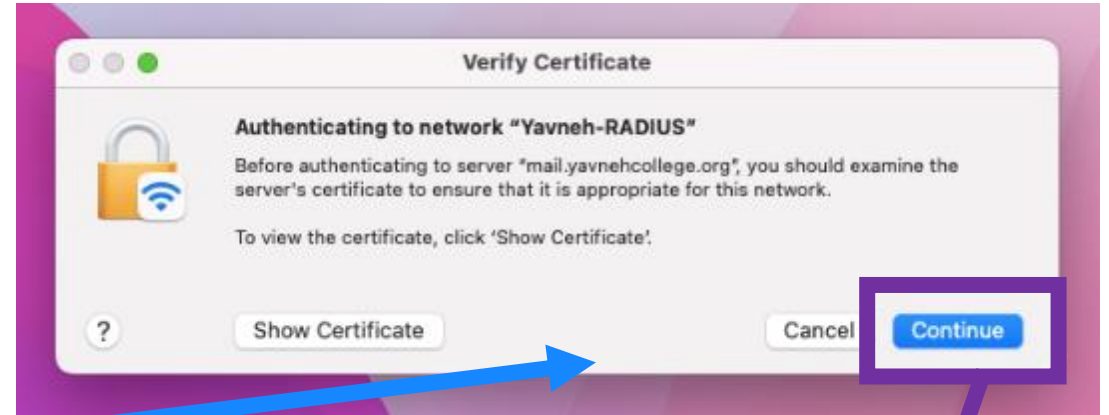 Verify Certificate
Authenticating to network “Yavneh-RADIUS”
Before authenticating to server “mail.yavnehcollege.org”, you should examine the
server's certificate to ensure that it is appropriate for this network.
To view the certificate, click ‘Show Certificate’.
? Show Certificate Cancel Continue